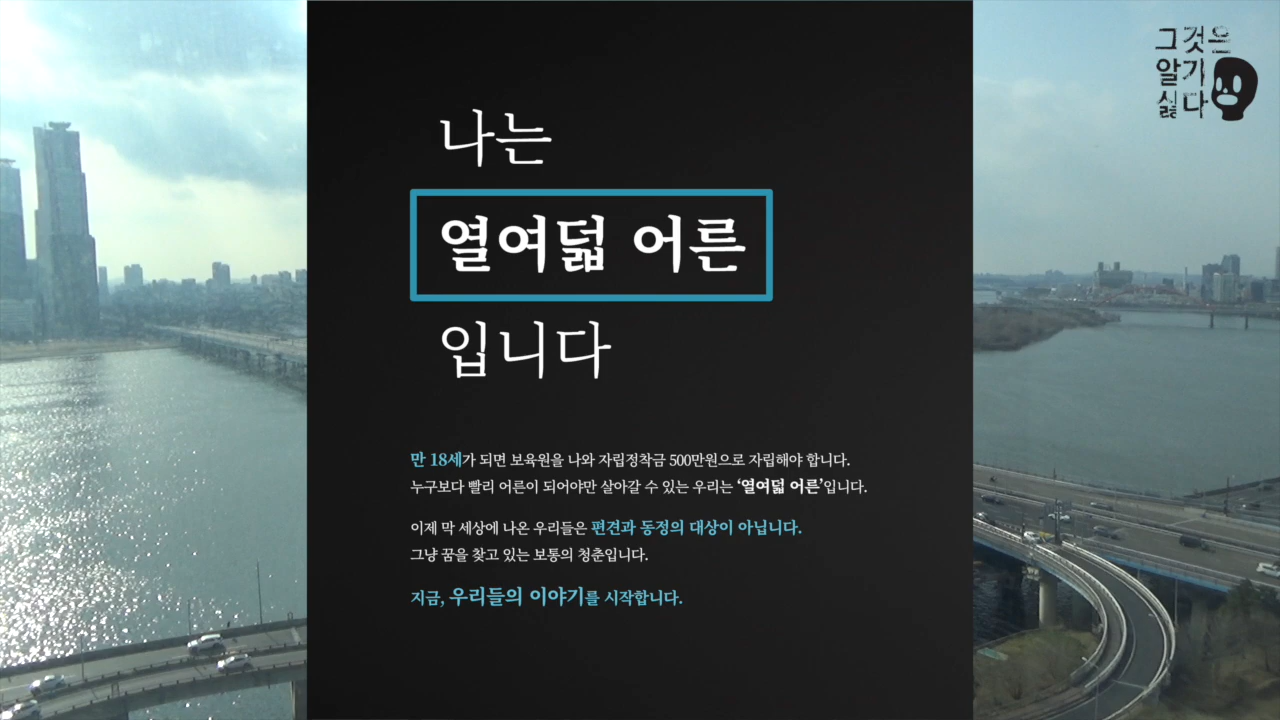 그것은
알기
싫다
나는
열여덟 어른
입니다
만 18세가 되면 보육원을 나와 자립정착금 500만원으로 자립해야 합니다.
누구보다 빨리 어른이 되어야만 살아갈 수 있는 우리는 ‘열여덟 어른’입니다.
이제 막 세상에 나온 우리들은 편견과 동정의 대상이 아닙니다.
그냥 꿈을 찾고 있는 보통의 청춘입니다.
지금, 우리들의 이야기를 시작합니다.